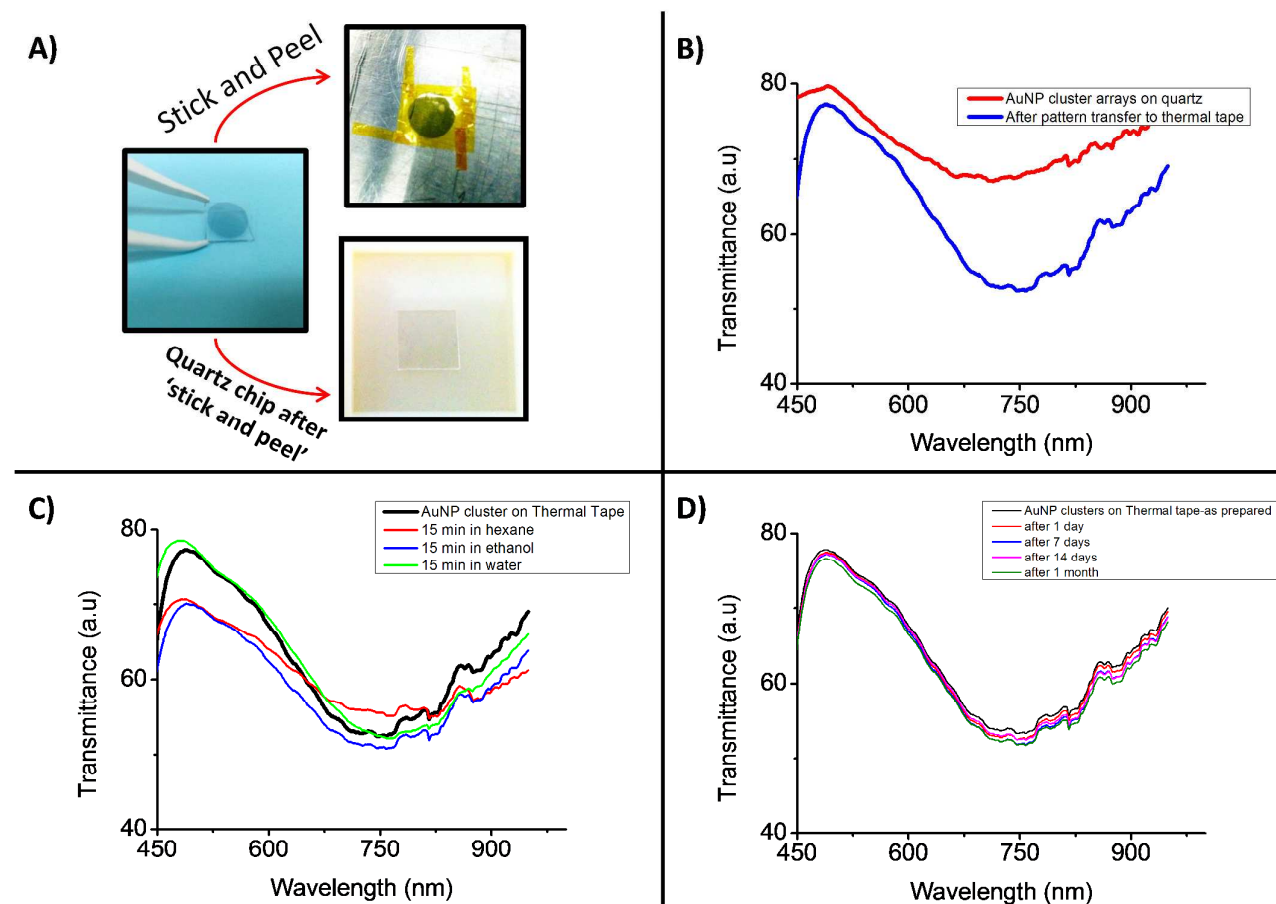 A)
Stick and Peel
Quartz chip after
'stick and peel'
B)
AuNP cluster arrays on quartz
After pattern transfer to thermal tape
Transmittance (a.u)
80
60
40
450
600
750
900
Wavelength (nm)
C)
AuNP cluster on Thermal Tape
15 min in hexane
15 min in ethanol
15 min in water
Transmittance (a.u)
80
60
40
450
600
750
900
Wavelength (nm)
D)
AuNP clusters on Thermal tape-as prepared
after 1 day
after 7 days
after 14 days
after 1 month
Transmittance (a.u)
80
60
40
450
600
750
900
Wavelength (nm)